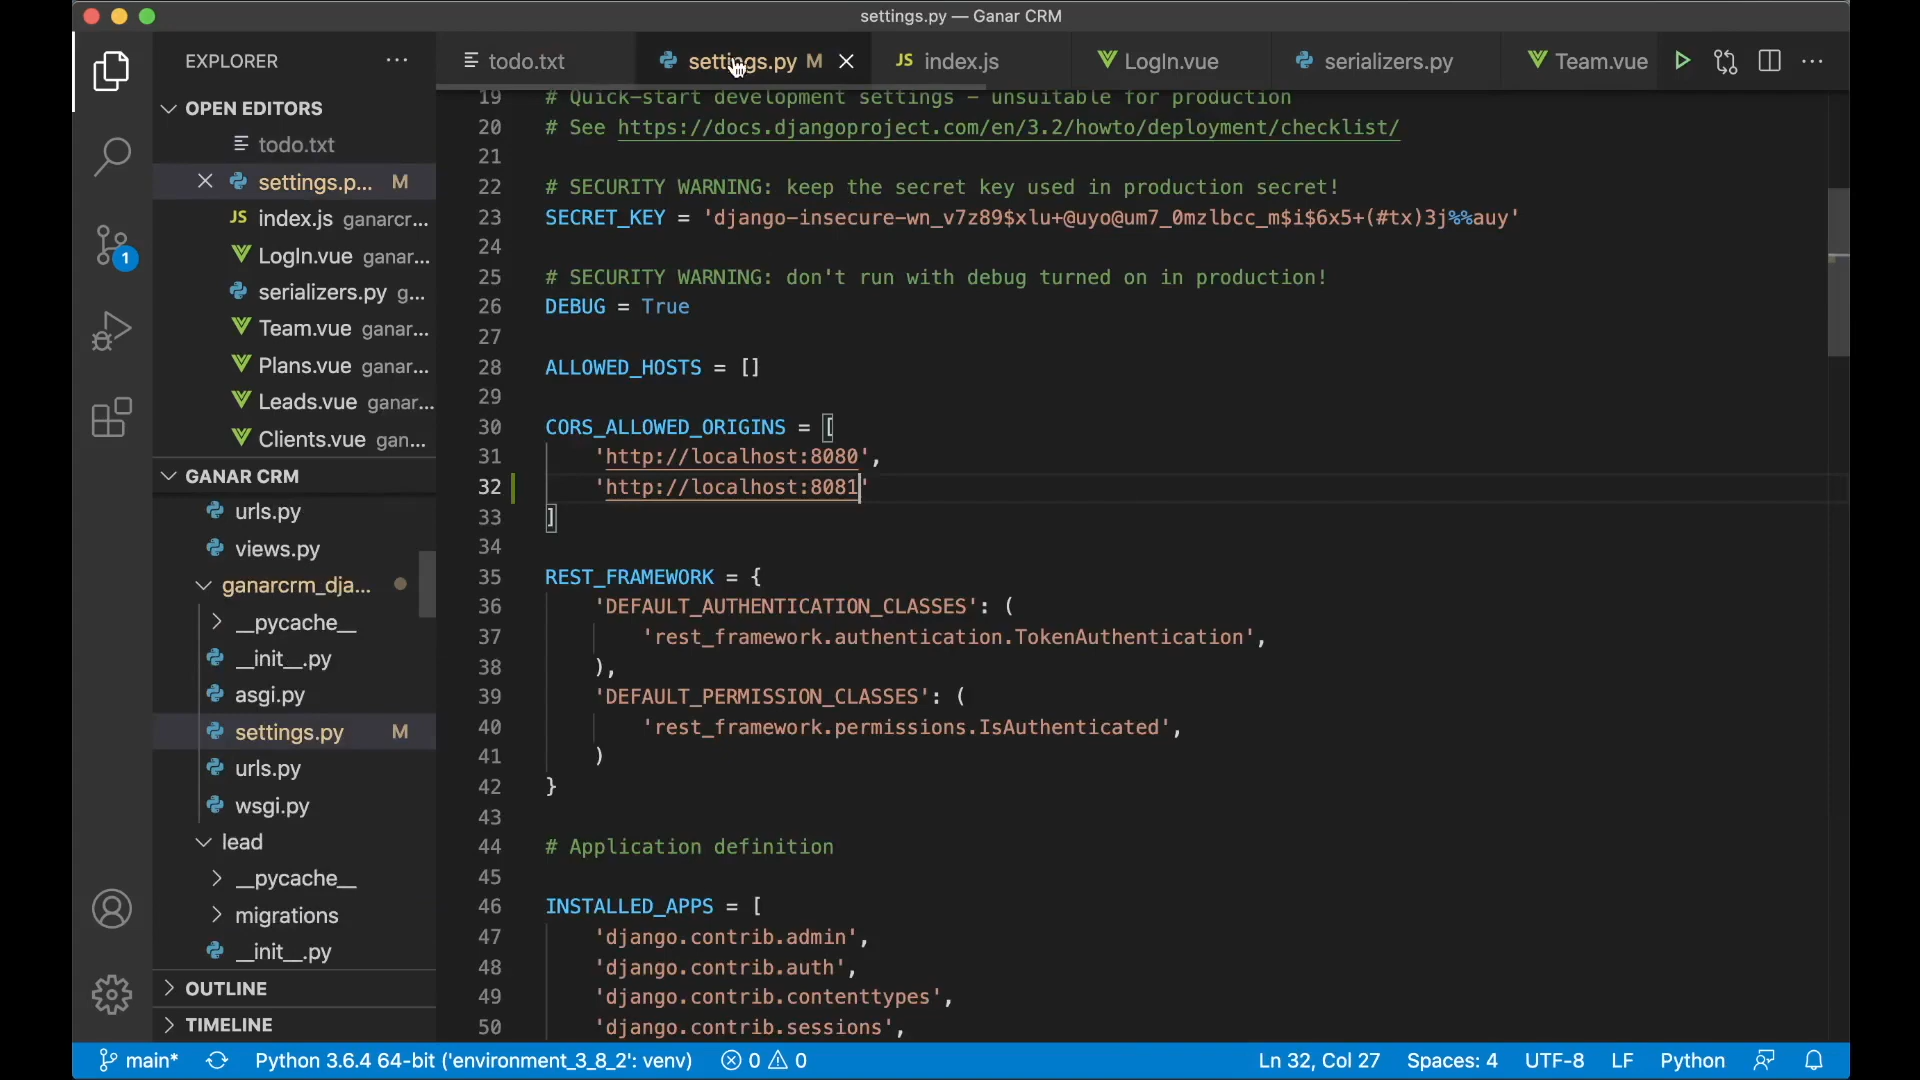 settings.py — Ganar CRM
EXPLORER
todo.txt
settings.py M
JS index.js
LogIn.vue
serializers.py
Team.vue
OPEN EDITORS
todo.txt
settings.p... M
JS index.js ganarcr...
LogIn.vue ganar...
serializers.py g...
Team.vue ganar...
Plans.vue ganar...
Leads.vue ganar...
Clients.vue gan...
GANAR CRM
urls.py
views.py
ganarcrm_dja...
__pycache__
__init__.py
asgi.py
settings.py M
urls.py
wsgi.py
lead
__pycache__
migrations
__init__.py
OUTLINE
TIMELINE
1
19 # Quick-start development settings - unsuitable for production
20 # See https://docs.djangoproject.com/en/3.2/howto/deployment/checklist/
21
22 # SECURITY WARNING: keep the secret key used in production secret!
23 SECRET_KEY = 'django-insecure-wn_v7z89$xlu+@uyo@um7_0mzlbcc_m$i$6x5+(#tx)3j%%auy'
24
25 # SECURITY WARNING: don't run with debug turned on in production!
26 DEBUG = True
27
28 ALLOWED_HOSTS = []
29
30 CORS_ALLOWED_ORIGINS = [
31 'http://localhost:8080',
32 'http://localhost:8081'
33 ]
34
35 REST_FRAMEWORK = {
36 'DEFAULT_AUTHENTICATION_CLASSES': (
37 'rest_framework.authentication.TokenAuthentication',
38 ),
39 'DEFAULT_PERMISSION_CLASSES': (
40 'rest_framework.permissions.IsAuthenticated',
41 )
42 }
43
44 # Application definition
45
46 INSTALLED_APPS = [
47 'django.contrib.admin',
48 'django.contrib.auth',
49 'django.contrib.contenttypes',
50 'django.contrib.sessions',
main* Python 3.6.4 64-bit ('environment_3_8_2': venv) 0 0 Ln 32, Col 27 Spaces: 4 UTF-8 LF Python